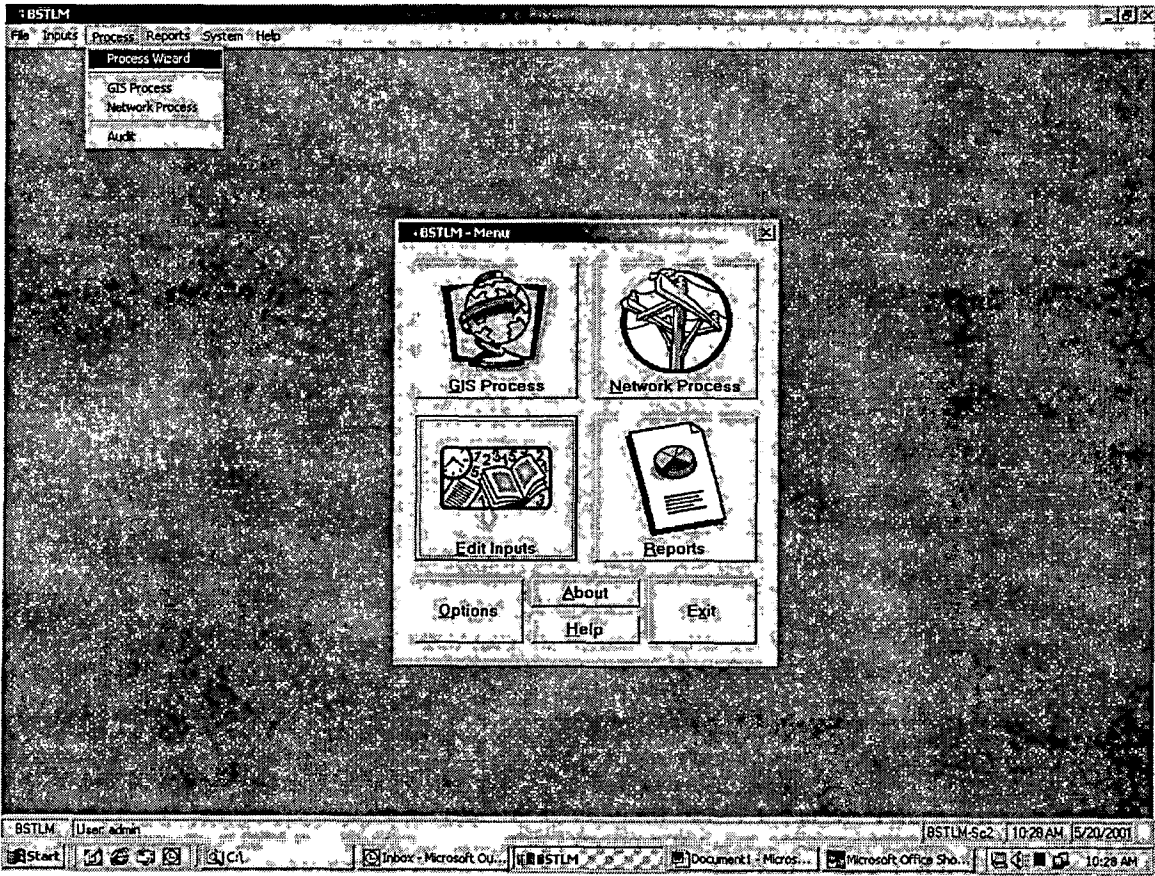 BSTLM
File Inputs Process Reports System Help
Process Wizard
GIS Process
Network Process
Audit
BSTLM - Menu
GIS Process Network Process
Edit Inputs Reports
Options About Exit
Help
BSTLM User: admin BSTLM-Sc2 10:28 AM 5/20/2001
Start C:\ Inbox - Microsoft Ou... BSTLM Document1 - Micros... Microsoft Office Sho... 10:28 AM